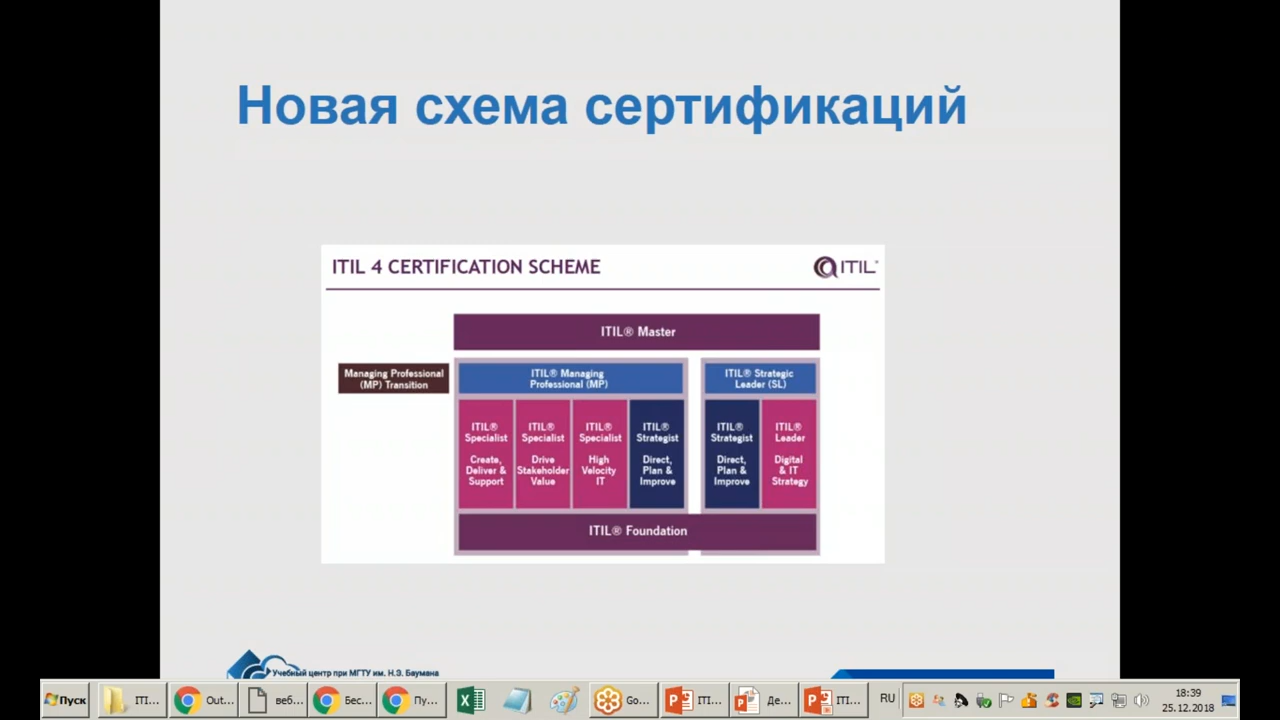 Новая схема сертификаций
ITIL 4 CERTIFICATION SCHEME
ITIL®
ITIL® Master
Managing Professional
(MP) Transition
ITIL® Managing
Professional (MP)
ITIL® Strategic
Leader (SL)
ITIL®
Specialist
Create,
Deliver &
Support
ITIL®
Specialist
Drive
Stakeholder
Value
ITIL®
Specialist
High
Velocity
IT
ITIL®
Strategist
Direct,
Plan &
Improve
ITIL®
Strategist
Direct,
Plan &
Improve
ITIL®
Leader
Digital
& IT
Strategy
ITIL® Foundation
Учебный центр при МГТУ им. Н.Э. Баумана
Пуск
Out...
веб...
Бес...
Пу...
Go...
Де...
RU
18:39
25.12.2018